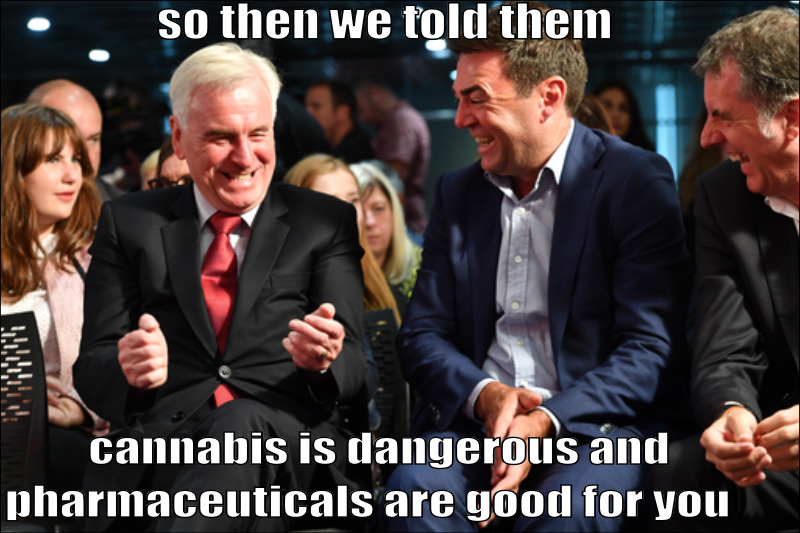 so then we told them
cannabis is dangerous and
pharmaceuticals are good for you